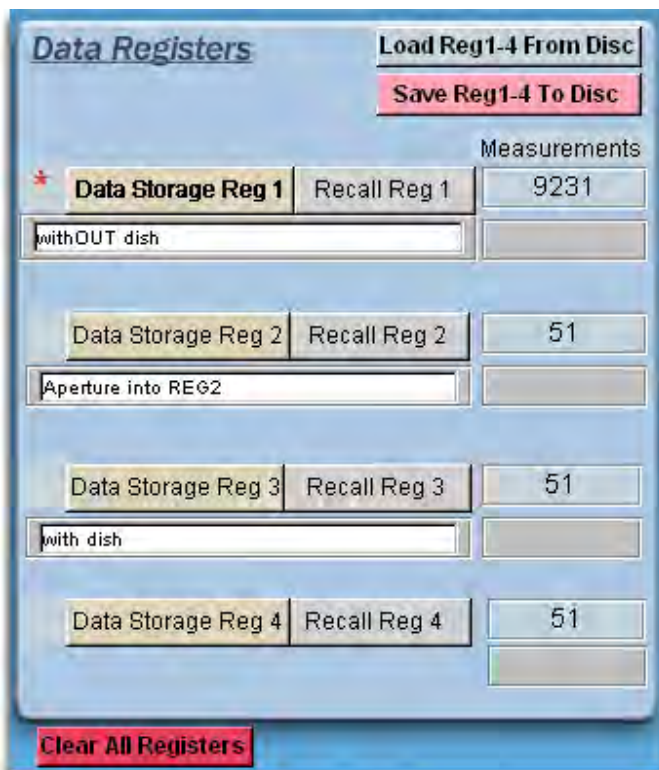 Data Registers
Load Reg1-4 From Disc
Save Reg1-4 To Disc
Measurements
* Data Storage Reg 1 Recall Reg 1 9231
withOUT dish
Data Storage Reg 2 Recall Reg 2 51
Aperture into REG2
Data Storage Reg 3 Recall Reg 3 51
with dish
Data Storage Reg 4 Recall Reg 4 51
Clear All Registers